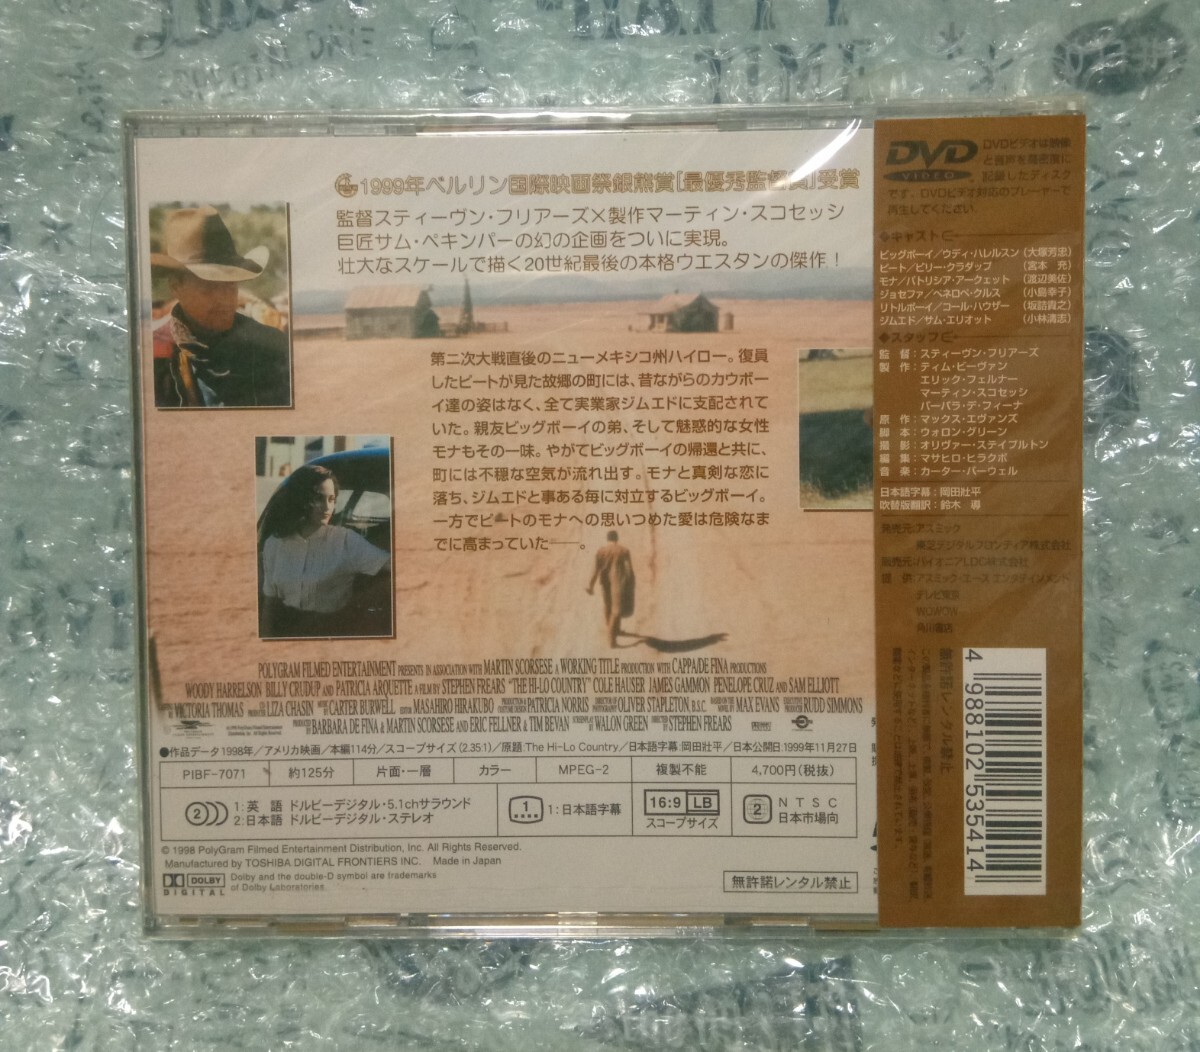 1999年ベルリン国際映画祭銀熊賞[最優秀監督賞]受賞
監督スティーヴン・フリアーズ×製作マーティン・スコセッシ
巨匠サム・ペキンパーの幻の企画をついに実現。
壮大なスケールで描く20世紀最後の本格ウエスタンの傑作！
第二次大戦直後のニューメキシコ州ハイロー。復員
したピートが見た故郷の町には、昔ながらのカウボー
イ達の姿はなく、全て実業家ジムエドに支配されて
いた。親友ビッグボーイの弟、そして魅惑的な女性
モナもその一味。やがてビッグボーイの帰還と共に、
町には不穏な空気が流れ出す。モナと真剣な恋に
落ち、ジムエドと事ある毎に対立するビッグボーイ。
一方でピートのモナへの思いつめた愛は危険なま
でに高まっていた──。
POLYGRAM FILMED ENTERTAINMENT PRESENTS IN ASSOCIATION WITH MARTIN SCORSESE A WORKING TITLE PRODUCTION WITH CAPPA/DE FINA PRODUCTIONS
WOODY HARRELSON BILLY CRUDUP AND PATRICIA ARQUETTE A FILM BY STEPHEN FREARS "THE HI-LO COUNTRY" COLE HAUSER JAMES GAMMON PENELOPE CRUZ AND SAM ELLIOTT
BY VICTORIA THOMAS LIZA CHASIN MUSIC BY CARTER BURWELL EDITOR MASAHIRO HIRAKUBO PATRICIA NORRIS OLIVER STAPLETON B.S.C. MAX EVANS RUDD SIMMONS
PRODUCED BY BARBARA DE FINA & MARTIN SCORSESE AND ERIC FELLNER & TIM BEVAN SCREENPLAY BY WALON GREEN DIRECTED BY STEPHEN FREARS
●作品データ1998年／アメリカ映画／本編114分／スコープサイズ(2.35:1)／原題:The Hi-Lo Country／日本語字幕:岡田壯平／日本公開日1999年11月27日
PIBF-7071 約125分 片面・一層 カラー MPEG-2 複製不能 4,700円(税抜)
2 1:英語 ドルビーデジタル・5.1chサラウンド
2:日本語 ドルビーデジタル・ステレオ
1 1:日本語字幕
16:9 LB
スコープサイズ
2 NTSC
日本市場向
© 1998 PolyGram Filmed Entertainment Distribution, Inc. All Rights Reserved.
Manufactured by TOSHIBA DIGITAL FRONTIERS INC. Made in Japan
DOLBY
DIGITAL
Dolby and the double-D symbol are trademarks
of Dolby Laboratories.
無許諾レンタル禁止
DVD
VIDEO
DVDビデオは映像
と音声を高密度に
記録したディスク
です。DVDビデオ対応のプレーヤーで
再生してください。
◆キャスト
ビッグボーイ／ウディ・ハレルスン（大塚芳忠）
ピート／ビリー・クラダップ（宮本 充）
モナ／パトリシア・アークェット（渡辺美佐）
ジョセファ／ペネロペ・クルス（小島幸子）
リトルボーイ／コール・ハウザー（坂詰貴之）
ジムエド／サム・エリオット（小林清志）
◆スタッフ
監督：スティーヴン・フリアーズ
製作：ティム・ビーヴァン
エリック・フェルナー
マーティン・スコセッシ
バーバラ・デ・フィーナ
原作：マックス・エヴァンズ
脚本：ウォロン・グリーン
撮影：オリヴァー・ステイプルトン
編集：マサヒロ・ヒラクボ
音楽：カーター・バーウェル
日本語字幕：岡田壯平
吹替版翻訳：鈴木 導
発売元：アスミック
東芝デジタルフロンティア株式会社
販売元：パイオニアLDC株式会社
提供：アスミック・エース エンタテインメント
テレビ東京
WOWOW
角川書店
無許諾レンタル禁止
4 988102 535414